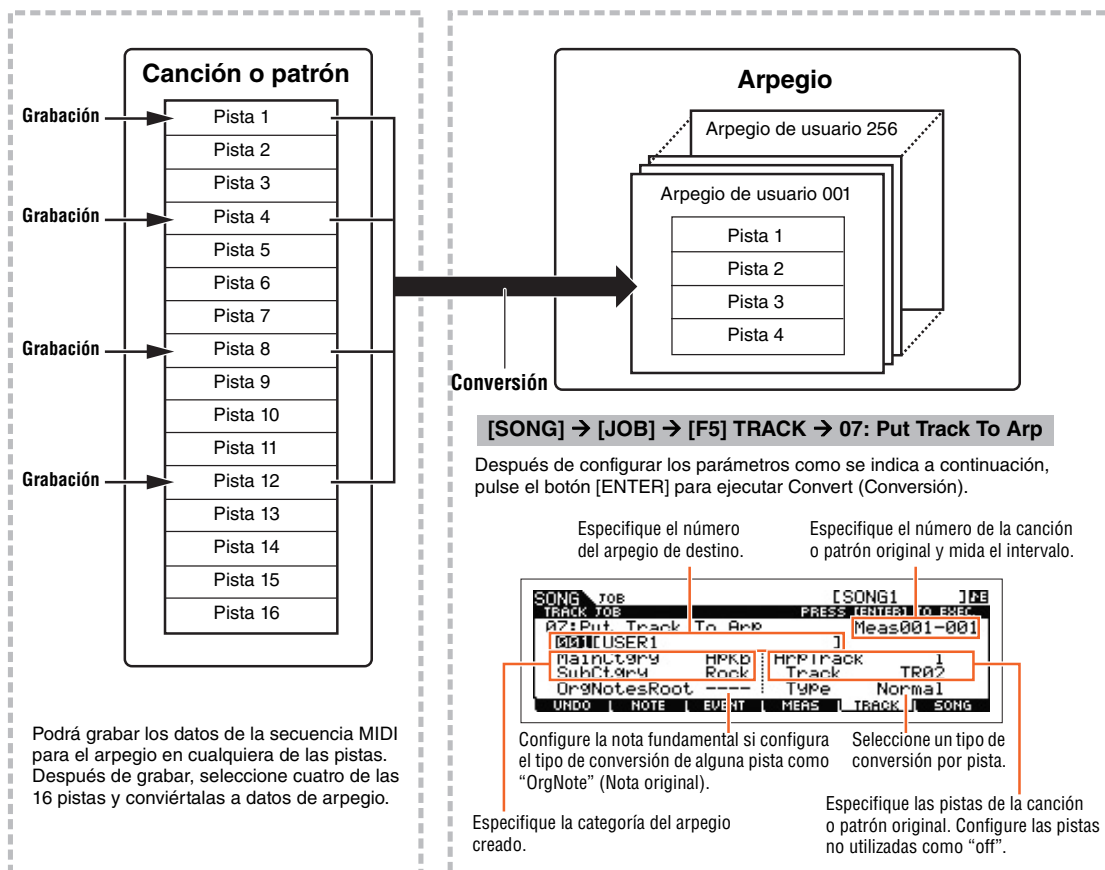 Canción o patrón
Grabación
Pista 1
Pista 2
Pista 3
Grabación
Pista 4
Pista 5
Pista 6
Pista 7
Grabación
Pista 8
Pista 9
Pista 10
Pista 11
Grabación
Pista 12
Pista 13
Pista 14
Pista 15
Pista 16
Podrá grabar los datos de la secuencia MIDI
para el arpegio en cualquiera de las pistas.
Después de grabar, seleccione cuatro de las
16 pistas y conviértalas a datos de arpegio.
Conversión
Arpegio
Arpegio de usuario 256
Arpegio de usuario 001
Pista 1
Pista 2
Pista 3
Pista 4
[SONG] → [JOB] → [F5] TRACK → 07: Put Track To Arp
Después de configurar los parámetros como se indica a continuación,
pulse el botón [ENTER] para ejecutar Convert (Conversión).
Especifique el número
del arpegio de destino.
Especifique el número de la canción
o patrón original y mida el intervalo.
SONG JOB [SONG1 ]
TRACK JOB PRESS [ENTER] TO EXEC.
07:Put Track To Arp Meas001-001
001[USER1 ]
MainCtgry ApKb ArpTrack 1
SubCtgry Rock Track TR02
OrgNotesRoot ---- Type Normal
UNDO NOTE EVENT MEAS TRACK SONG
Configure la nota fundamental si configura
el tipo de conversión de alguna pista como
“OrgNote” (Nota original).
Seleccione un tipo de
conversión por pista.
Especifique la categoría del arpegio
creado.
Especifique las pistas de la canción
o patrón original. Configure las pistas
no utilizadas como “off”.